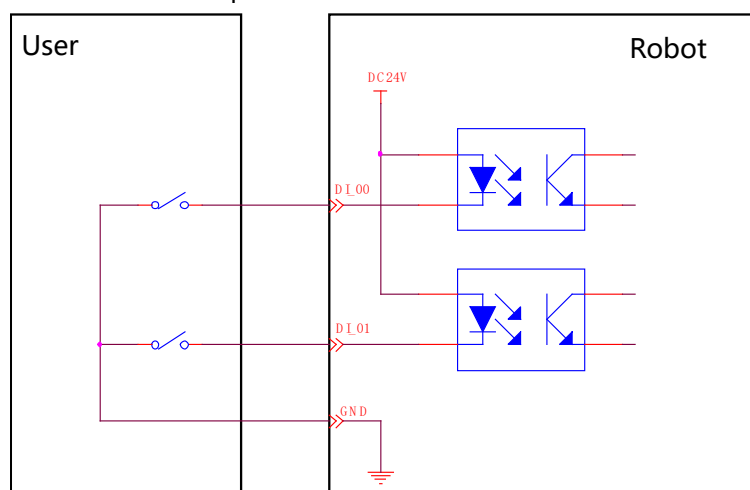 User
Robot
DC24V
DI_00
DI_01
GND